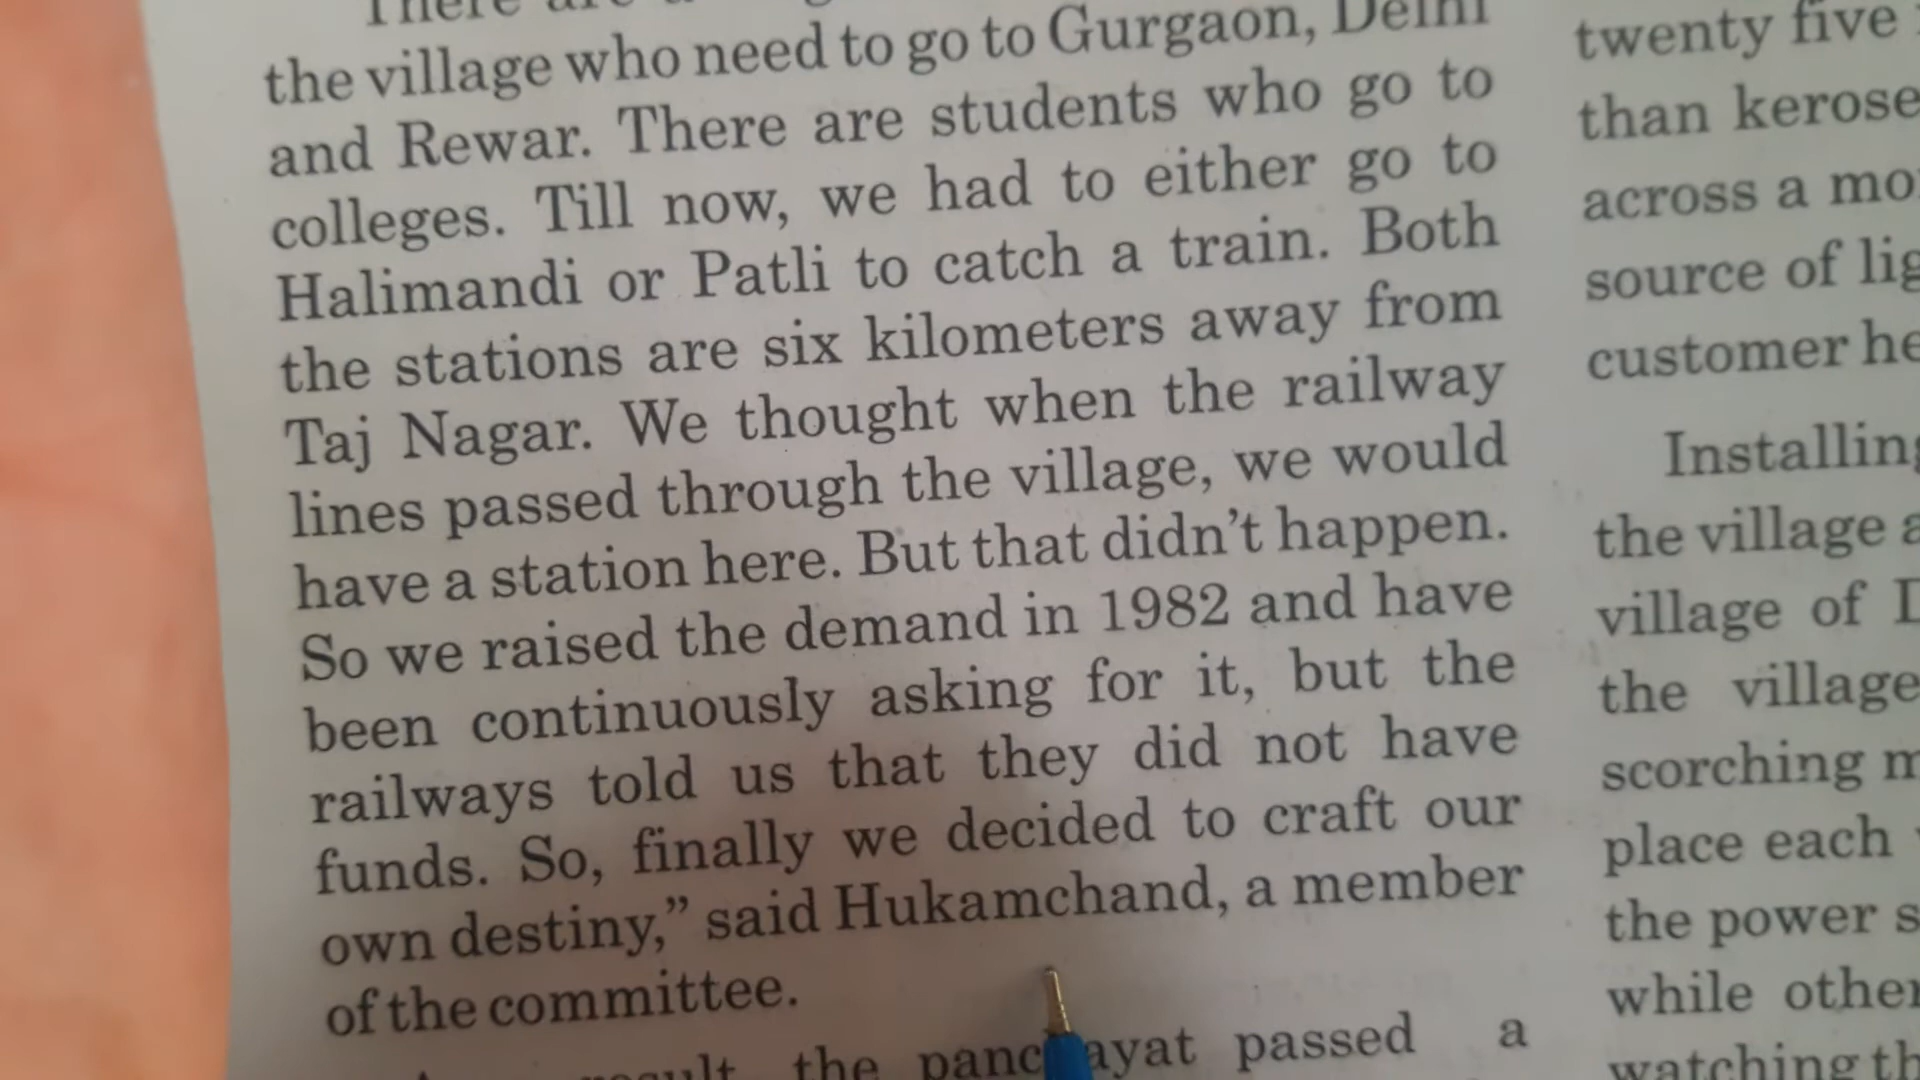 There are a
the village who need to go to Gurgaon, Delhi
and Rewar. There are students who go to
colleges. Till now, we had to either go to
Halimandi or Patli to catch a train. Both
the stations are six kilometers away from
Taj Nagar. We thought when the railway
lines passed through the village, we would
have a station here. But that didn’t happen.
So we raised the demand in 1982 and have
been continuously asking for it, but the
railways told us that they did not have
funds. So, finally we decided to craft our
own destiny,” said Hukamchand, a member
of the committee.
result the panchayat passed a
twenty five
than
across a
source of
customer
Installing
the village
village of
the village
scorching
place each
the power
while other
watching